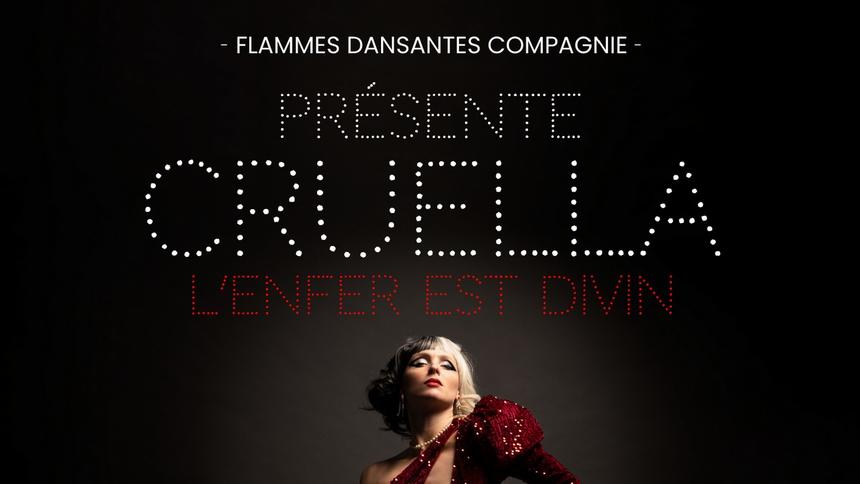 - FLAMMES DANSANTES COMPAGNIE -
PRÉSENTE
CRUELLA
L'ENFER EST DIVIN